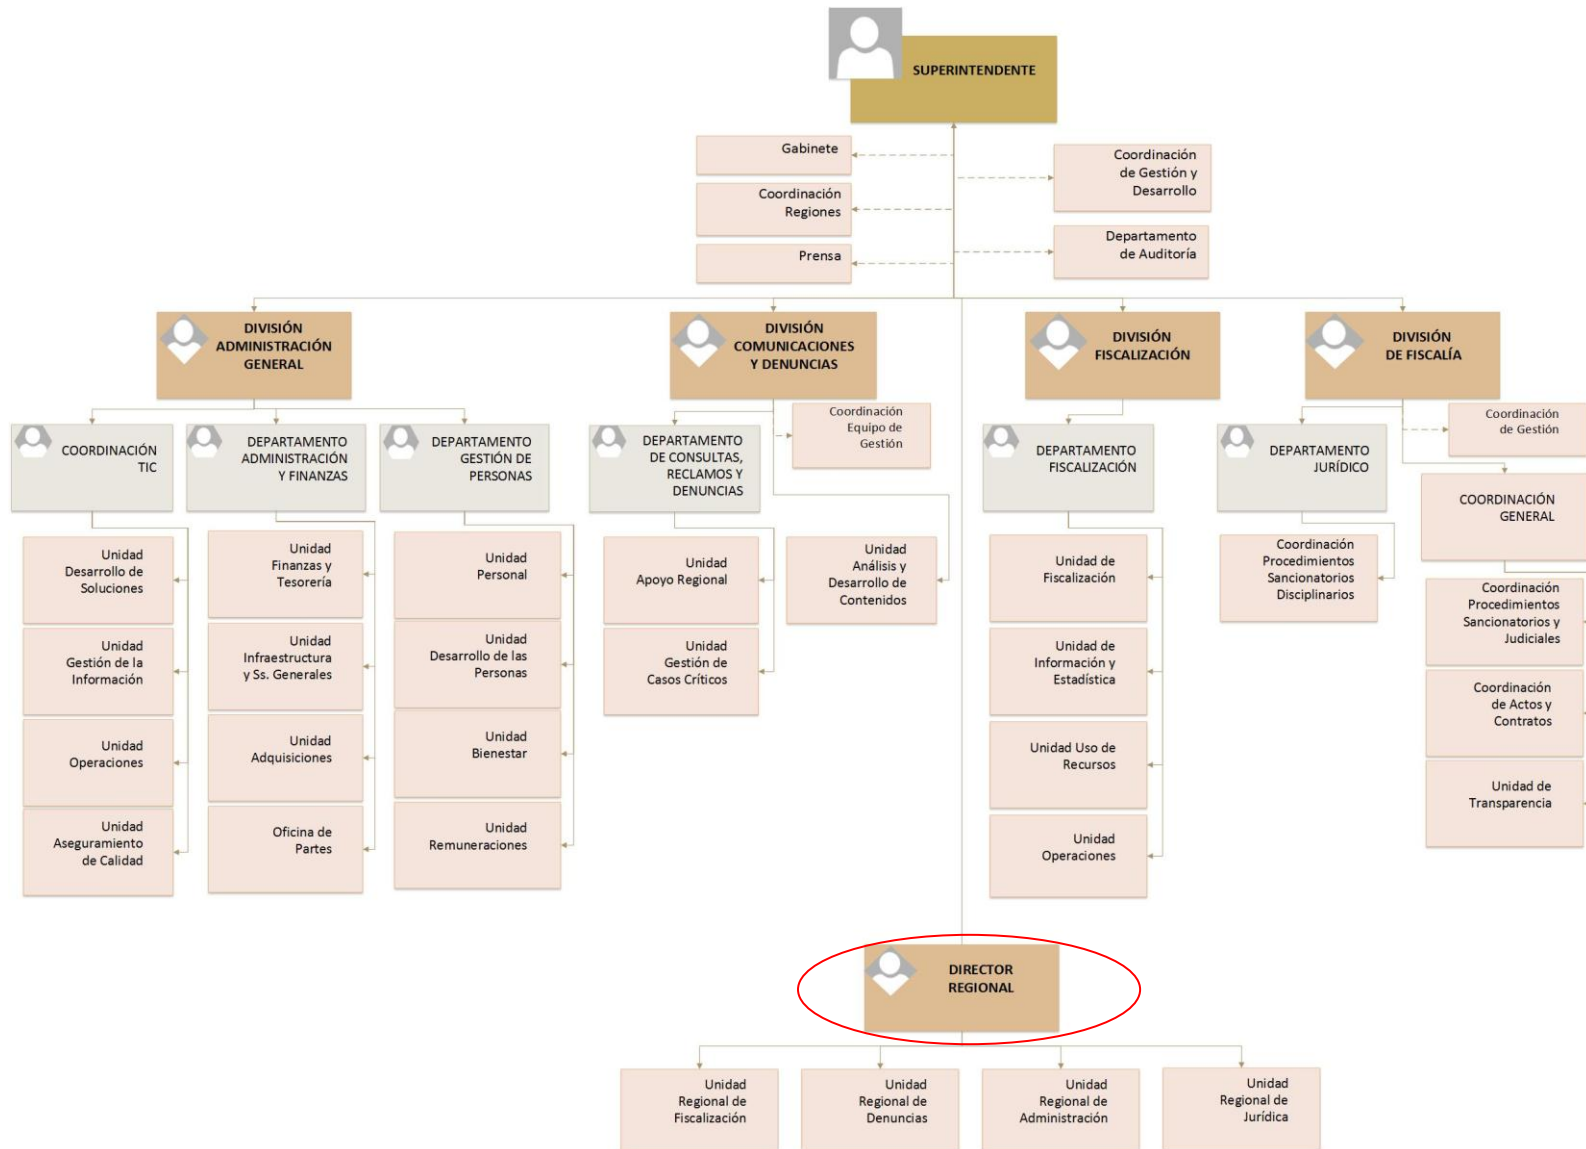 SUPERINTENDENTE
Gabinete
Coordinación
de Gestión y
Desarrollo
Coordinación
Regiones
Departamento
de Auditoría
Prensa
DIVISIÓN
ADMINISTRACIÓN
GENERAL
DIVISIÓN
COMUNICACIONES
Y DENUNCIAS
DIVISIÓN
FISCALIZACIÓN
DIVISIÓN
DE FISCALÍA
COORDINACIÓN
TIC
DEPARTAMENTO
ADMINISTRACIÓN
Y FINANZAS
DEPARTAMENTO
GESTIÓN DE
PERSONAS
DEPARTAMENTO
DE CONSULTAS,
RECLAMOS Y
DENUNCIAS
Coordinación
Equipo de
Gestión
DEPARTAMENTO
FISCALIZACIÓN
DEPARTAMENTO
JURÍDICO
Coordinación
de Gestión
COORDINACIÓN
GENERAL
Unidad
Desarrollo de
Soluciones
Unidad
Finanzas y
Tesorería
Unidad
Personal
Unidad
Apoyo Regional
Unidad
Análisis y
Desarrollo de
Contenidos
Unidad de
Fiscalización
Coordinación
Procedimientos
Sancionatorios
Disciplinarios
Coordinación
Procedimientos
Sancionatorios y
Judiciales
Unidad
Gestión de la
Información
Unidad
Infraestructura
y Ss. Generales
Unidad
Desarrollo de las
Personas
Unidad
Gestión de
Casos Críticos
Unidad de
Información y
Estadística
Coordinación
de Actos y
Contratos
Unidad
Operaciones
Unidad
Adquisiciones
Unidad
Bienestar
Unidad Uso de
Recursos
Unidad de
Transparencia
Unidad
Aseguramiento
de Calidad
Oficina de
Partes
Unidad
Remuneraciones
Unidad
Operaciones
DIRECTOR
REGIONAL
Unidad
Regional de
Fiscalización
Unidad
Regional de
Denuncias
Unidad
Regional de
Administración
Unidad
Regional de
Jurídica